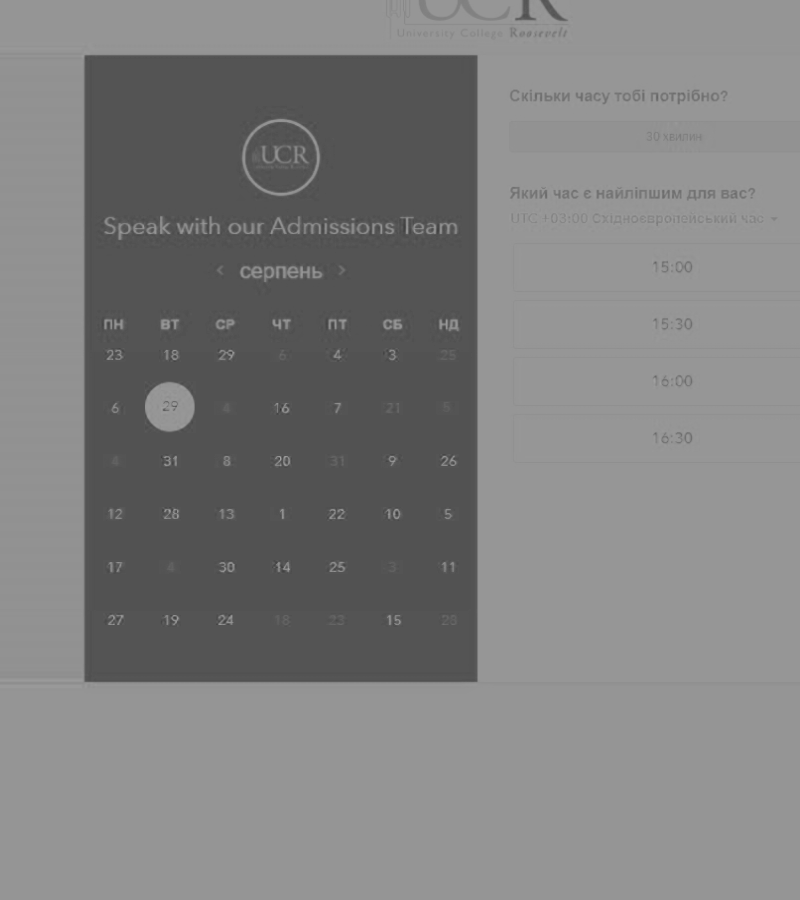 UCR
University College Roosevelt
UCR
Speak with our Admissions Team
< серпень >
ПН ВТ СР ЧТ ПТ СБ НД
23 18 29 6 4 3 25
6 29 4 16 7 21 5
4 31 8 20 31 9 26
12 28 13 1 22 10 5
17 4 30 14 25 3 11
27 19 24 18 23 15 28
Скільки часу тобі потрібно?
30 хвилин
Який час є найліпшим для вас?
UTC +03:00 Східноєвропейський час
15:00
15:30
16:00
16:30